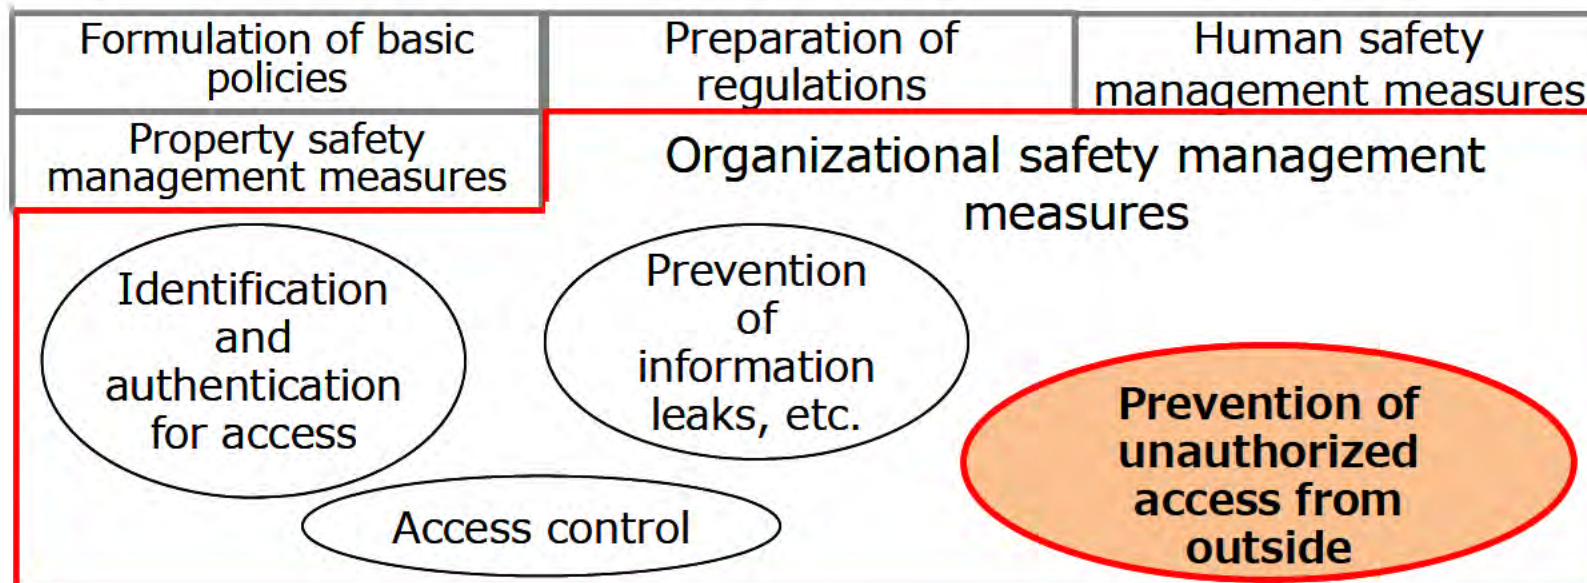 Formulation of basic
policies
Preparation of
regulations
Human safety
management measures
Property safety
management measures
Organizational safety management
measures
Identification
and
authentication
for access
Prevention
of
information
leaks, etc.
Access control
Prevention of
unauthorized
access from
outside